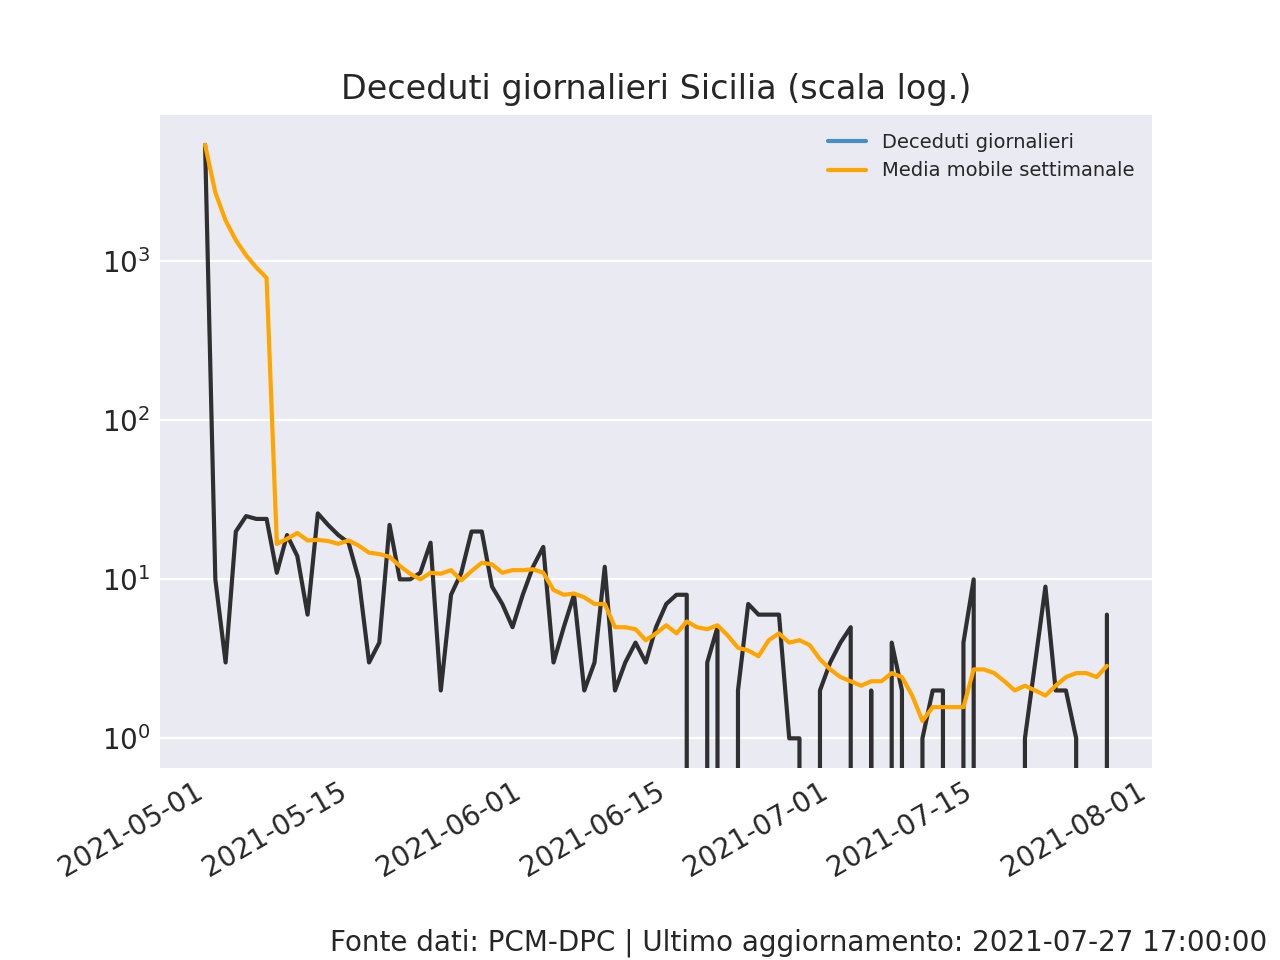 Deceduti giornalieri Sicilia (scala log.)
Deceduti giornalieri
Media mobile settimanale
10³
10²
10¹
10⁰
2021-05-01
2021-05-15
2021-06-01
2021-06-15
2021-07-01
2021-07-15
2021-08-01
Fonte dati: PCM-DPC | Ultimo aggiornamento: 2021-07-27 17:00:00